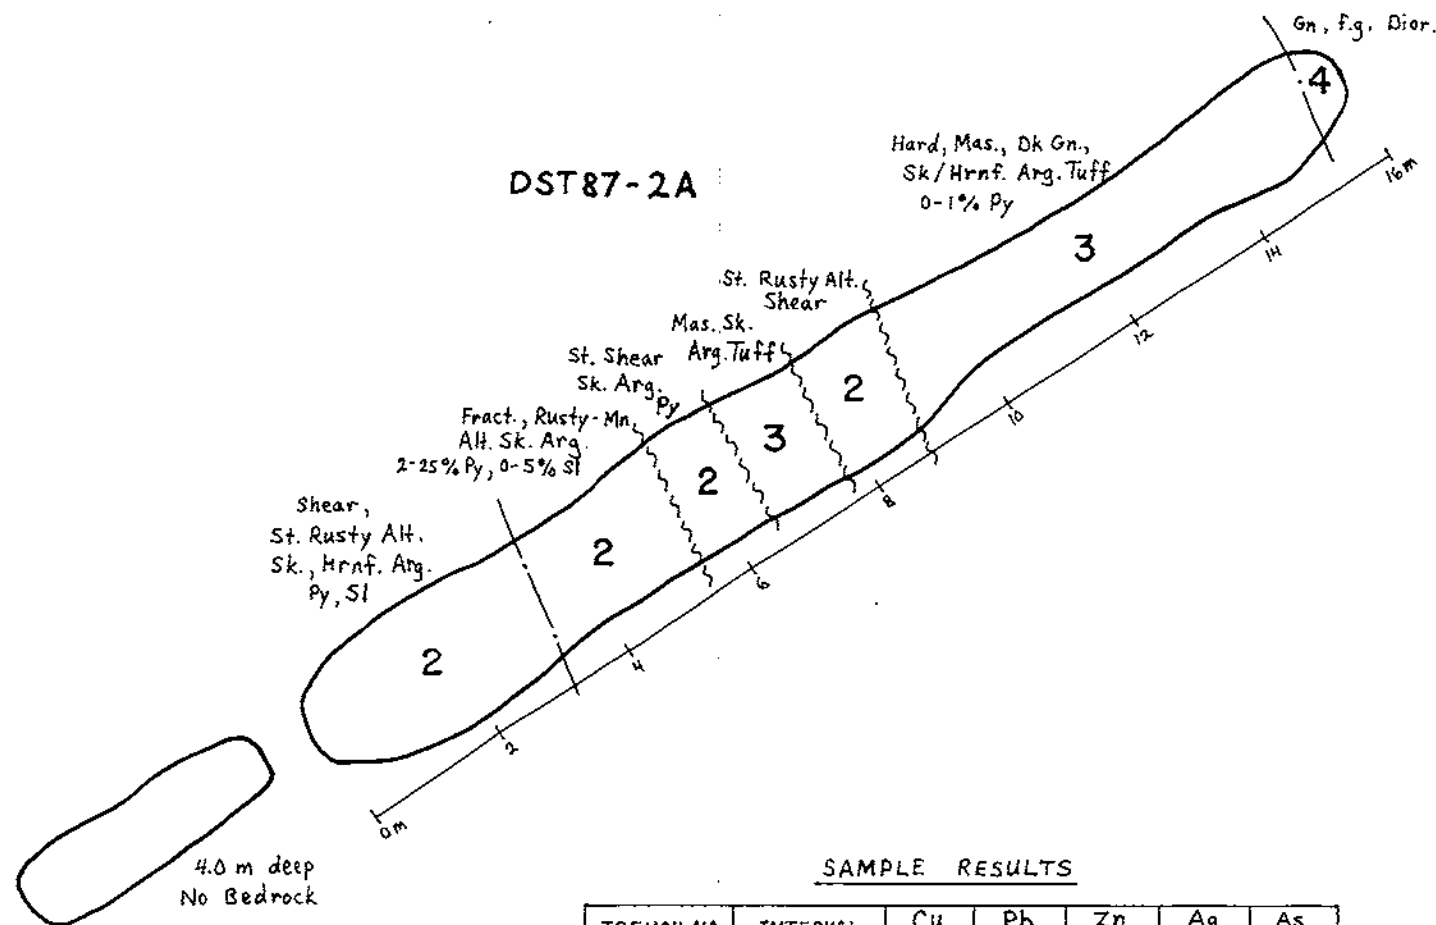 Gn, f.g. Dior.
4
Hard, Mas., Dk Gn.,
Sk/Hrnf. Arg. Tuff
0-1% Py
DST87-2A
16 m
3
14
St. Rusty Alt.
Shear
12
Mas. Sk.
Arg. Tuff
St. Shear
Sk. Arg.
Py
2
10
Fract., Rusty-Mn
Alt. Sk. Arg.
2-25% Py, 0-5% Sl
3
2
8
Shear,
St. Rusty Alt.
Sk., Hrnf. Arg.
Py, Sl
2
6
2
4
2
0m
4.0 m deep
No Bedrock
SAMPLE RESULTS
TRENCH NO. INTERVAL Cu Pb Zn Ag As